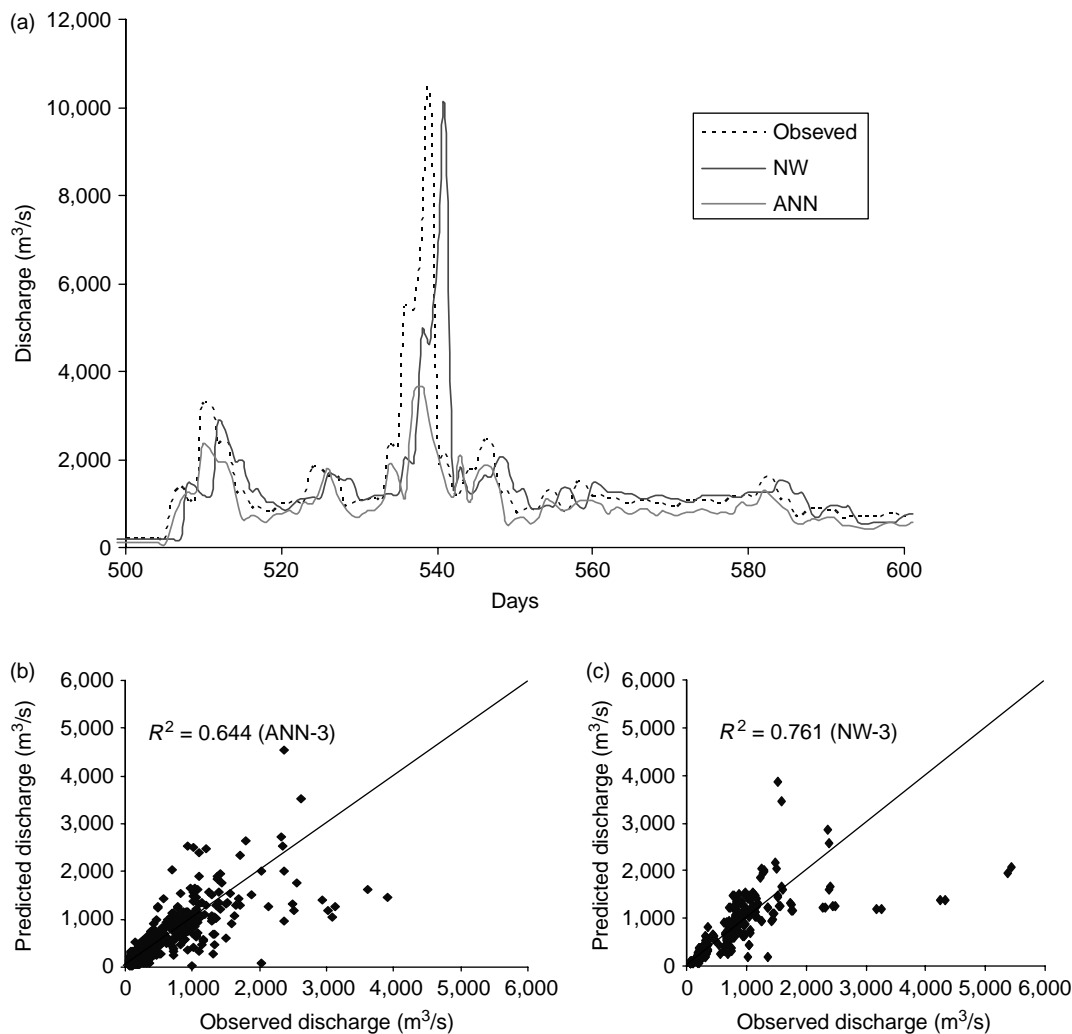 (a)
12,000
10,000
8,000
6,000
4,000
2,000
0
Discharge (m³/s)
500
520
540
560
580
600
Days
Obseved
NW
ANN
(b)
6,000
5,000
4,000
3,000
2,000
1,000
0
Predicted discharge (m³/s)
R² = 0.644 (ANN-3)
0
1,000
2,000
3,000
4,000
5,000
6,000
Observed discharge (m³/s)
(c)
6,000
5,000
4,000
3,000
2,000
1,000
0
Predicted discharge (m³/s)
R² = 0.761 (NW-3)
0
1,000
2,000
3,000
4,000
5,000
6,000
Observed discharge (m³/s)